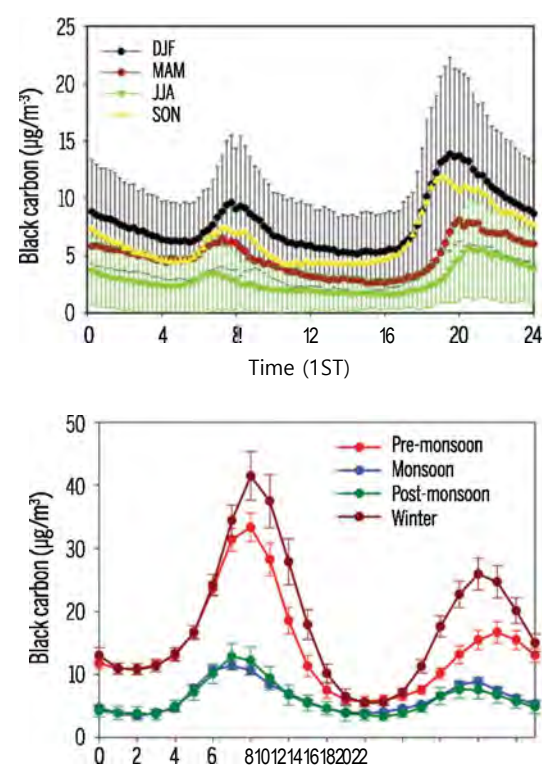 25
20
15
10
5
0
Black carbon (μg/m³)
DJF
MAM
JJA
SON
0 4 8 12 16 20 24
Time (1ST)
50
40
30
20
10
0
Black carbon (μg/m³)
Pre-monsoon
Monsoon
Post-monsoon
Winter
0 2 4 6 810121416182022